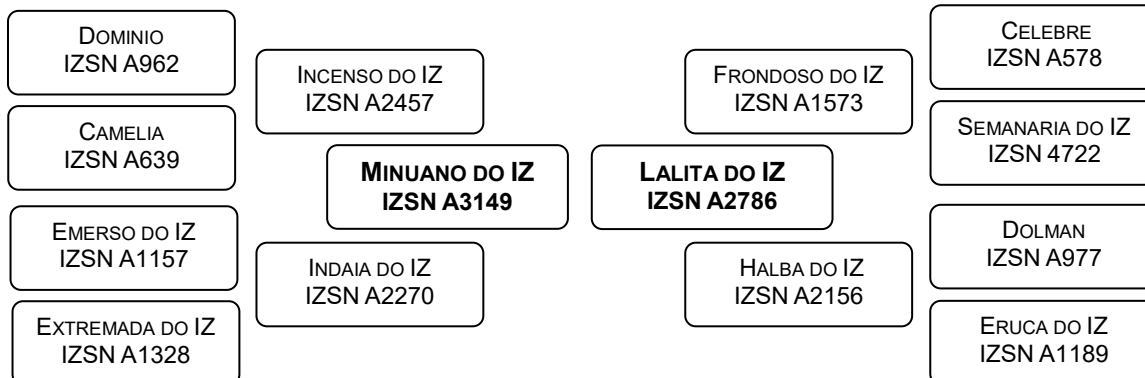 DOMINIO
IZSN A962
CAMELIA
IZSN A639
EMERSO DO IZ
IZSN A1157
EXTREMADA DO IZ
IZSN A1328
INCENSO DO IZ
IZSN A2457
INDAIA DO IZ
IZSN A2270
MINUANO DO IZ
IZSN A3149
LALITA DO IZ
IZSN A2786
FRONDOSO DO IZ
IZSN A1573
HALBA DO IZ
IZSN A2156
CELEBRE
IZSN A578
SEMANARIA DO IZ
IZSN 4722
DOLMAN
IZSN A977
ERUCA DO IZ
IZSN A1189